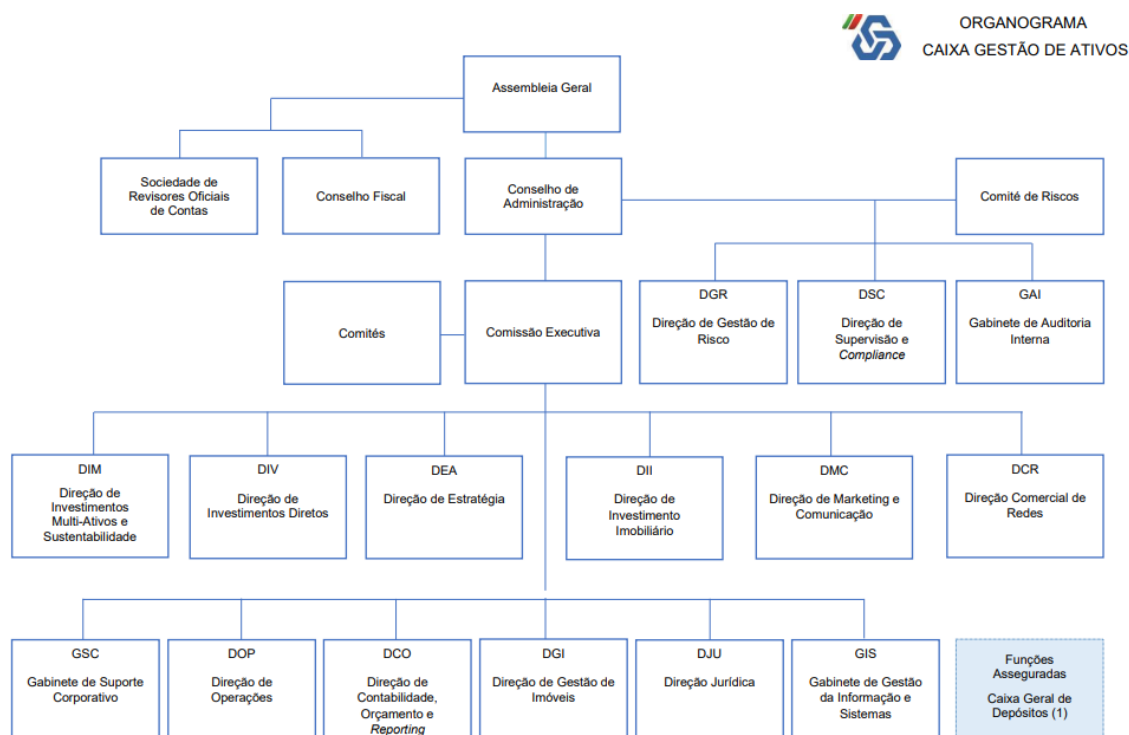 ORGANOGRAMA
CAIXA GESTÃO DE ATIVOS
Assembleia Geral
Sociedade de
Revisores Oficiais
de Contas
Conselho Fiscal
Conselho de
Administração
Comité de Riscos
Comités
Comissão Executiva
DGR
Direção de Gestão de
Risco
DSC
Direção de
Supervisão e
Compliance
GAI
Gabinete de Auditoria
Interna
DIM
Direção de
Investimentos
Multi-Ativos e
Sustentabilidade
DIV
Direção de
Investimentos Diretos
DEA
Direção de Estratégia
DII
Direção de
Investimento
Imobiliário
DMC
Direção de Marketing e
Comunicação
DCR
Direção Comercial de
Redes
GSC
Gabinete de Suporte
Corporativo
DOP
Direção de
Operações
DCO
Direção de
Contabilidade,
Orçamento e
Reporting
DGI
Direção de Gestão de
Imóveis
DJU
Direção Jurídica
GIS
Gabinete de Gestão
da Informação e
Sistemas
Funções
Asseguradas
Caixa Geral de
Depósitos (1)